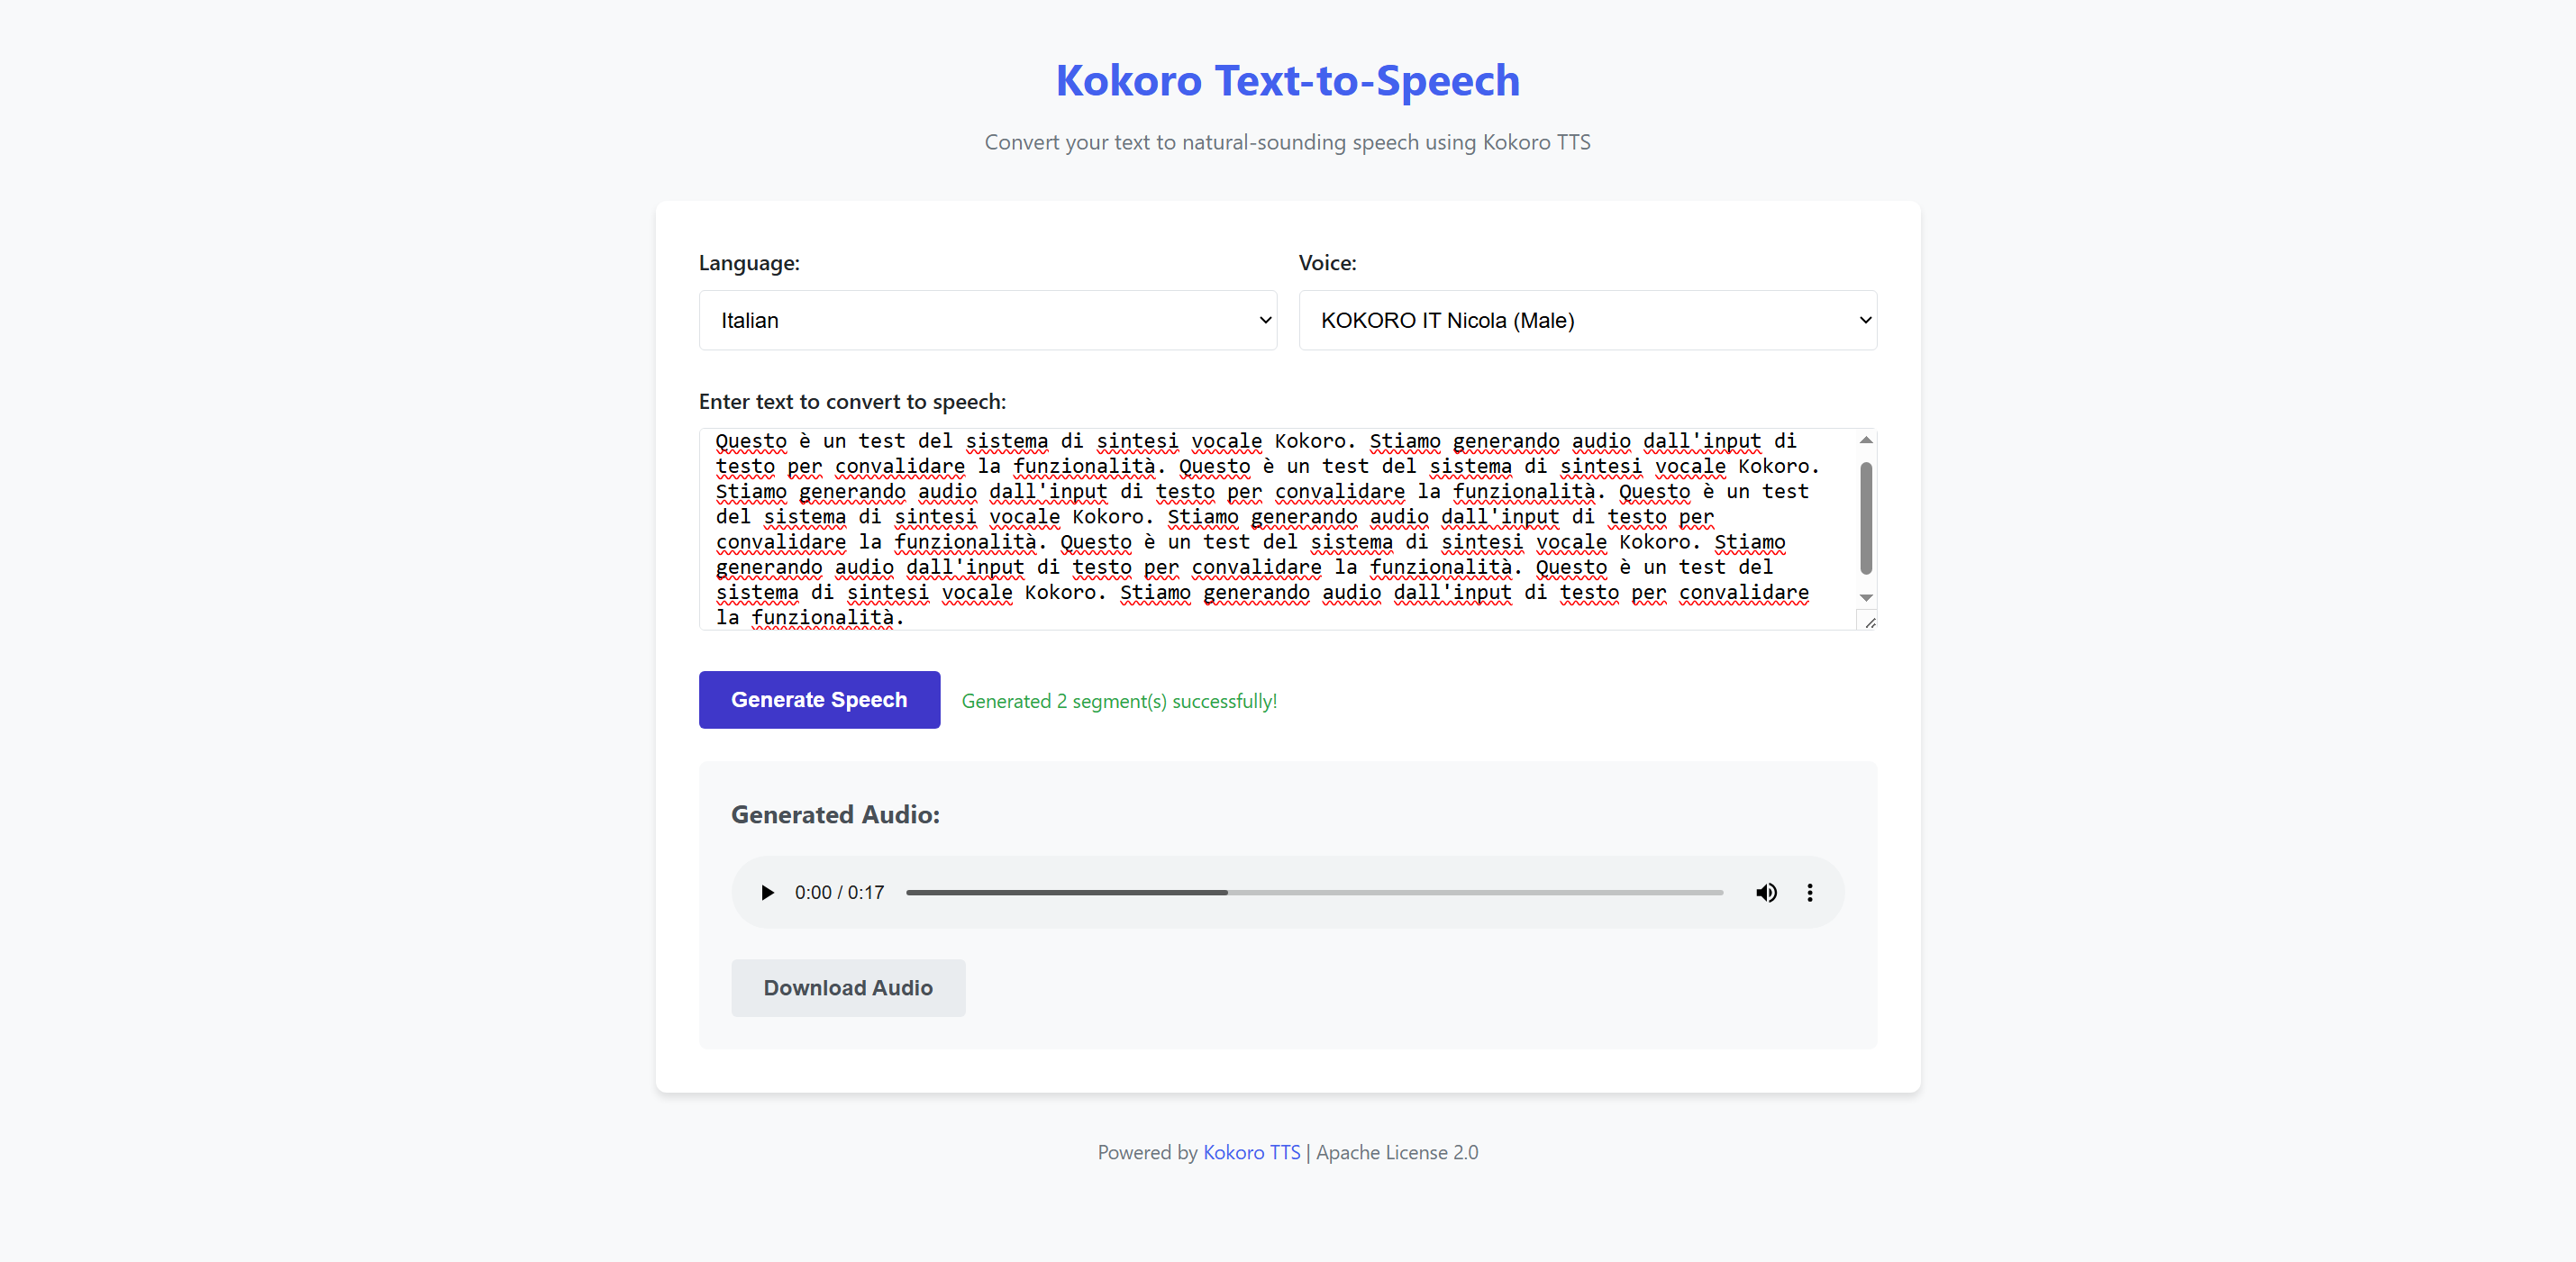 Kokoro Text-to-Speech
Convert your text to natural-sounding speech using Kokoro TTS
Language:
Voice:
Italian
KOKORO IT Nicola (Male)
Enter text to convert to speech:
Questo è un test del sistema di sintesi vocale Kokoro. Stiamo generando audio dall'input di
testo per convalidare la funzionalità. Questo è un test del sistema di sintesi vocale Kokoro.
Stiamo generando audio dall'input di testo per convalidare la funzionalità. Questo è un test
del sistema di sintesi vocale Kokoro. Stiamo generando audio dall'input di testo per
convalidare la funzionalità. Questo è un test del sistema di sintesi vocale Kokoro. Stiamo
generando audio dall'input di testo per convalidare la funzionalità. Questo è un test del
sistema di sintesi vocale Kokoro. Stiamo generando audio dall'input di testo per convalidare
la funzionalità.
Generate Speech
Generated 2 segment(s) successfully!
Generated Audio:
0:00 / 0:17
Download Audio
Powered by Kokoro TTS | Apache License 2.0